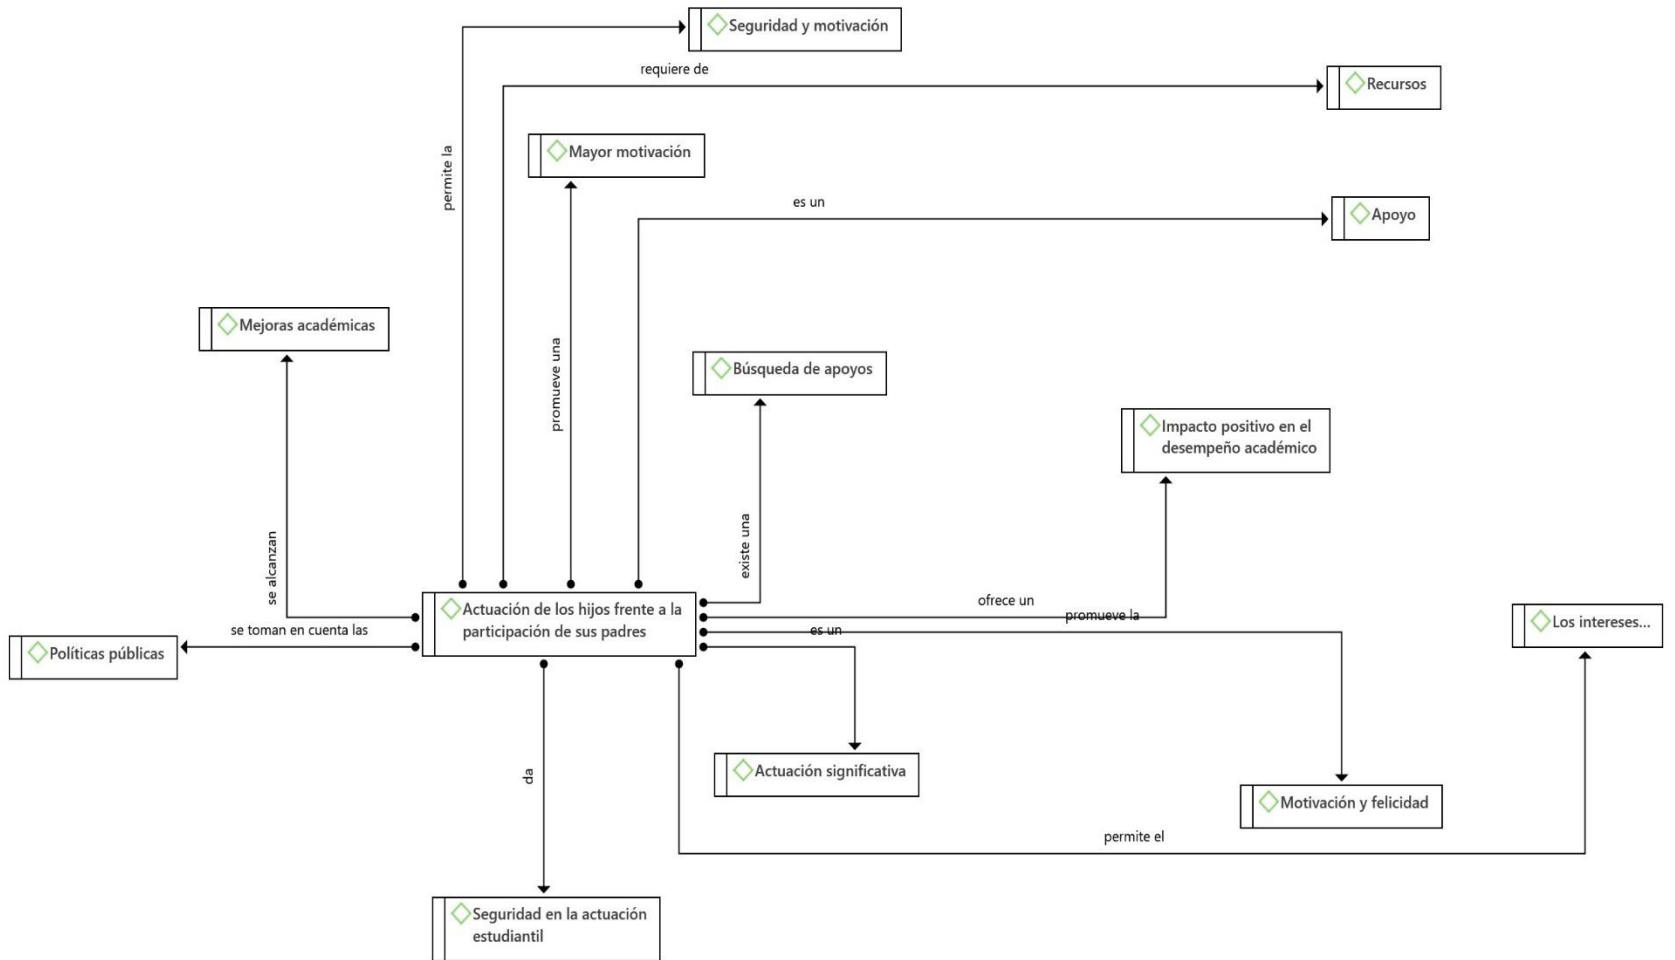 Seguridad y motivación
requiere de
Recursos
permite la
Mayor motivación
es un
Apoyo
Mejoras académicas
promueve una
Búsqueda de apoyos
Impacto positivo en el
desempeño académico
se alcanzan
existe una
Actuación de los hijos frente a la
participación de sus padres
ofrece un
promueve la
es un
Los intereses...
se toman en cuenta las
Políticas públicas
Actuación significativa
da
Motivación y felicidad
permite el
Seguridad en la actuación
estudiantil